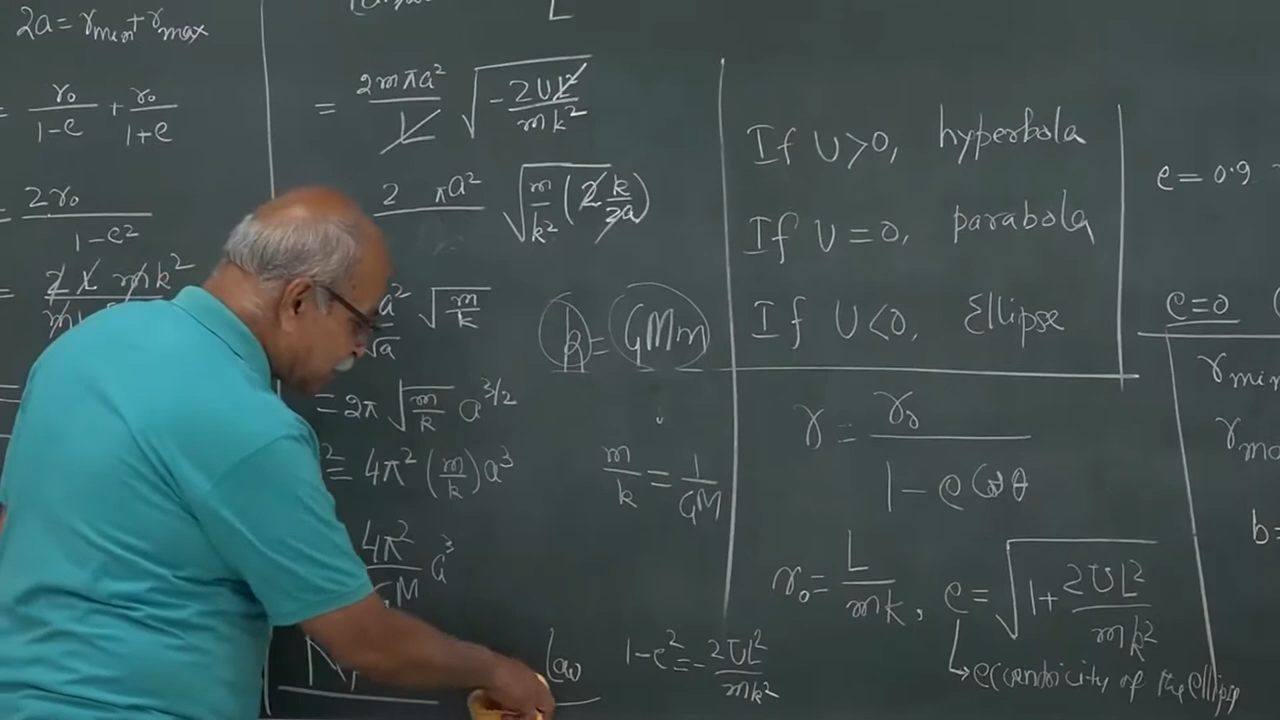 2a = r_min + r_max
= r₀/(1-e) + r₀/(1+e)
= 2r₀/(1-e²)
L
= 2mπa²/L √(-2UL²/mk²)
2 πa² √(m/k² (2 k/2a))
a²/√a √(m/k)
= 2π √(m/k) a^(3/2)
² = 4π² (m/k) a³
4π²/GM a³
Law
k = GMm
m/k = 1/GM
1-e² = -2UL²/mk²
If U>0, hyperbola
If U=0, parabola
If U<0, Ellipse
r = r₀/(1 - e Cos θ)
r₀ = L/mk, e = √(1 + 2UL²/mk²)
↳ eccentricity of the ellipse
e = 0.9
e=0
r_min
b=